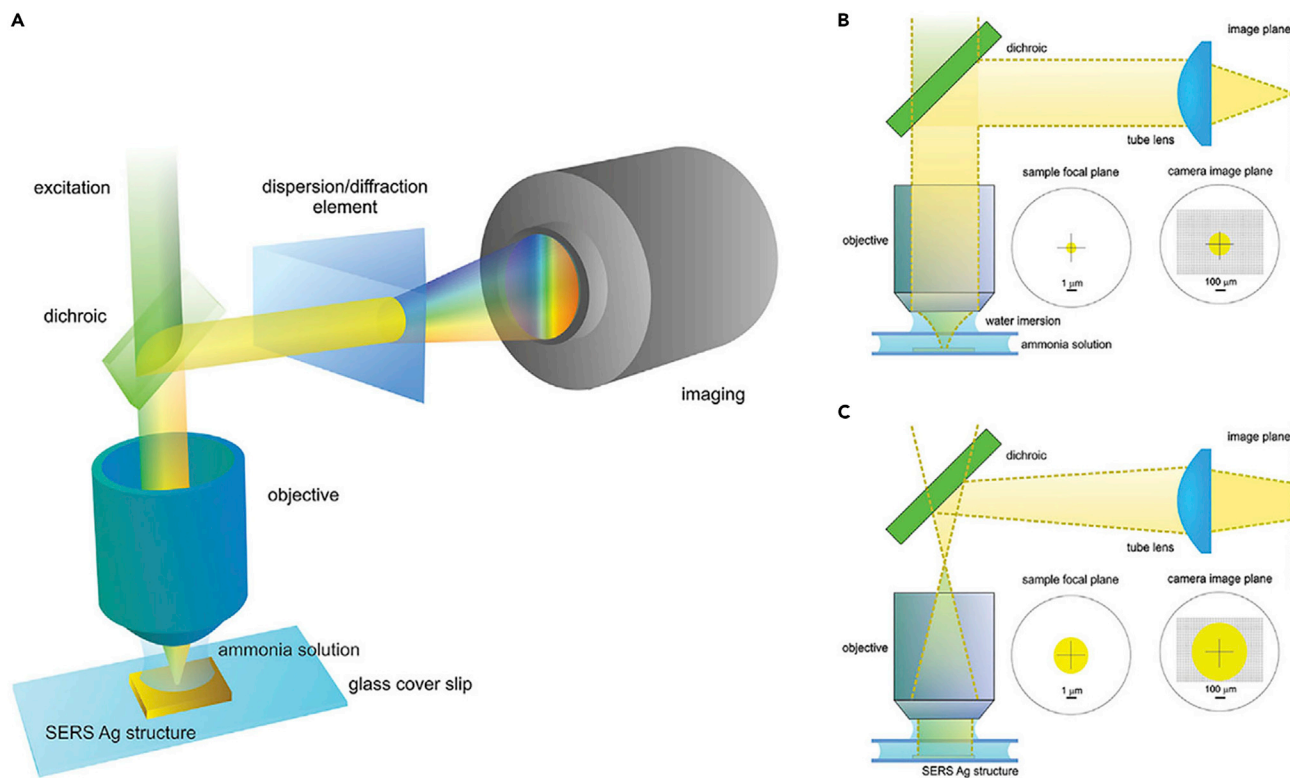 A
excitation
dispersion/diffraction
element
dichroic
imaging
objective
ammonia solution
glass cover slip
SERS Ag structure
B
image plane
dichroic
tube lens
sample focal plane
camera image plane
objective
1 μm
100 μm
water imersion
ammonia solution
C
image plane
dichroic
tube lens
sample focal plane
camera image plane
objective
1 μm
100 μm
SERS Ag structure